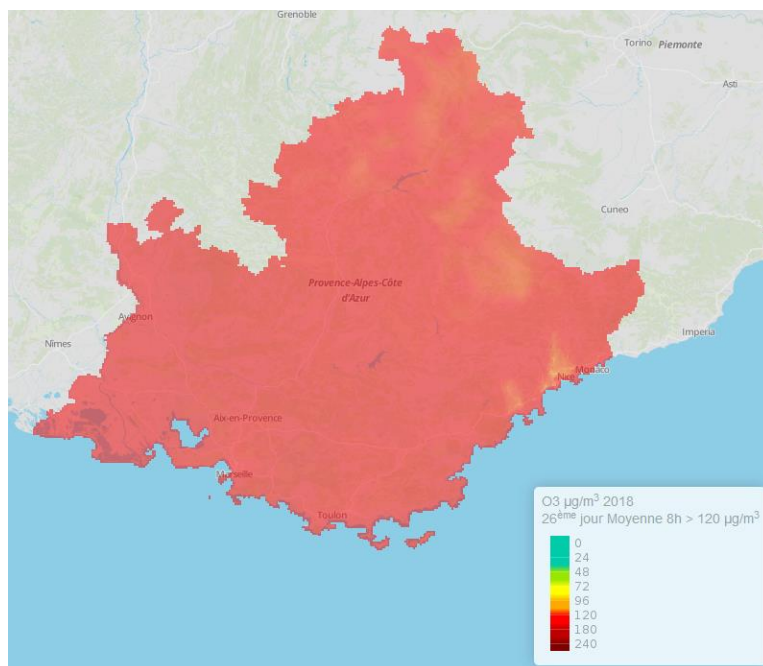 Grenoble
Torino
Piemonte
Asti
Cuneo
Provence-Alpes-Côte
d'Azur
Avignon
Imperia
Nîmes
Monaco
Nice
Aix-en-Provence
Marseille
Toulon
O3 µg/m³ 2018
26ème jour Moyenne 8h > 120 µg/m³
0
24
48
72
96
120
180
240